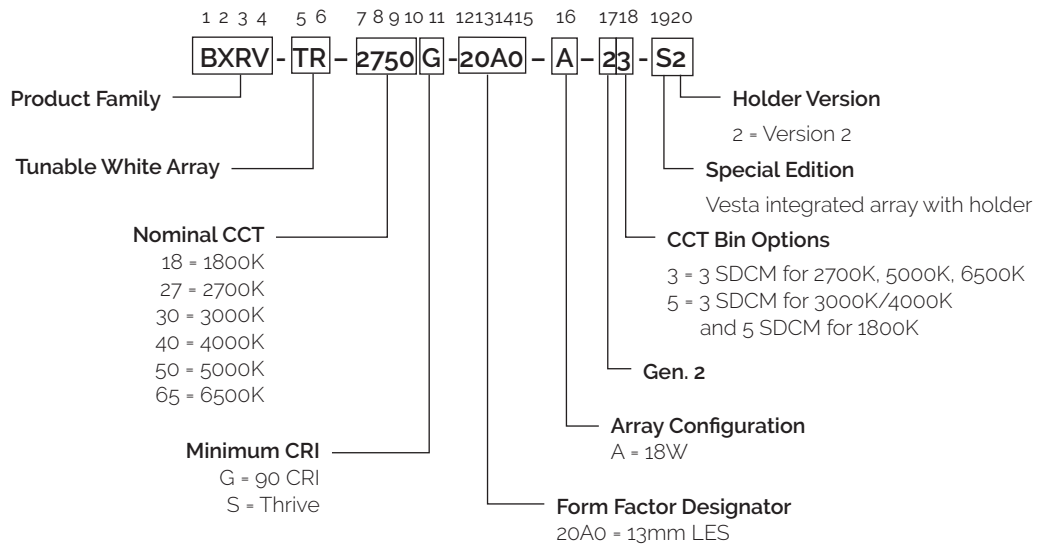 1 2 3 4 5 6 7 8 9 10 11 12131415 16 1718 1920
BXRV - TR – 2750 G - 20A0 – A – 23 - S2
Product Family
Holder Version
2 = Version 2
Tunable White Array
Special Edition
Vesta integrated array with holder
Nominal CCT
18 = 1800K
27 = 2700K
30 = 3000K
40 = 4000K
50 = 5000K
65 = 6500K
CCT Bin Options
3 = 3 SDCM for 2700K, 5000K, 6500K
5 = 3 SDCM for 3000K/4000K
and 5 SDCM for 1800K
Gen. 2
Array Configuration
A = 18W
Minimum CRI
G = 90 CRI
S = Thrive
Form Factor Designator
20A0 = 13mm LES